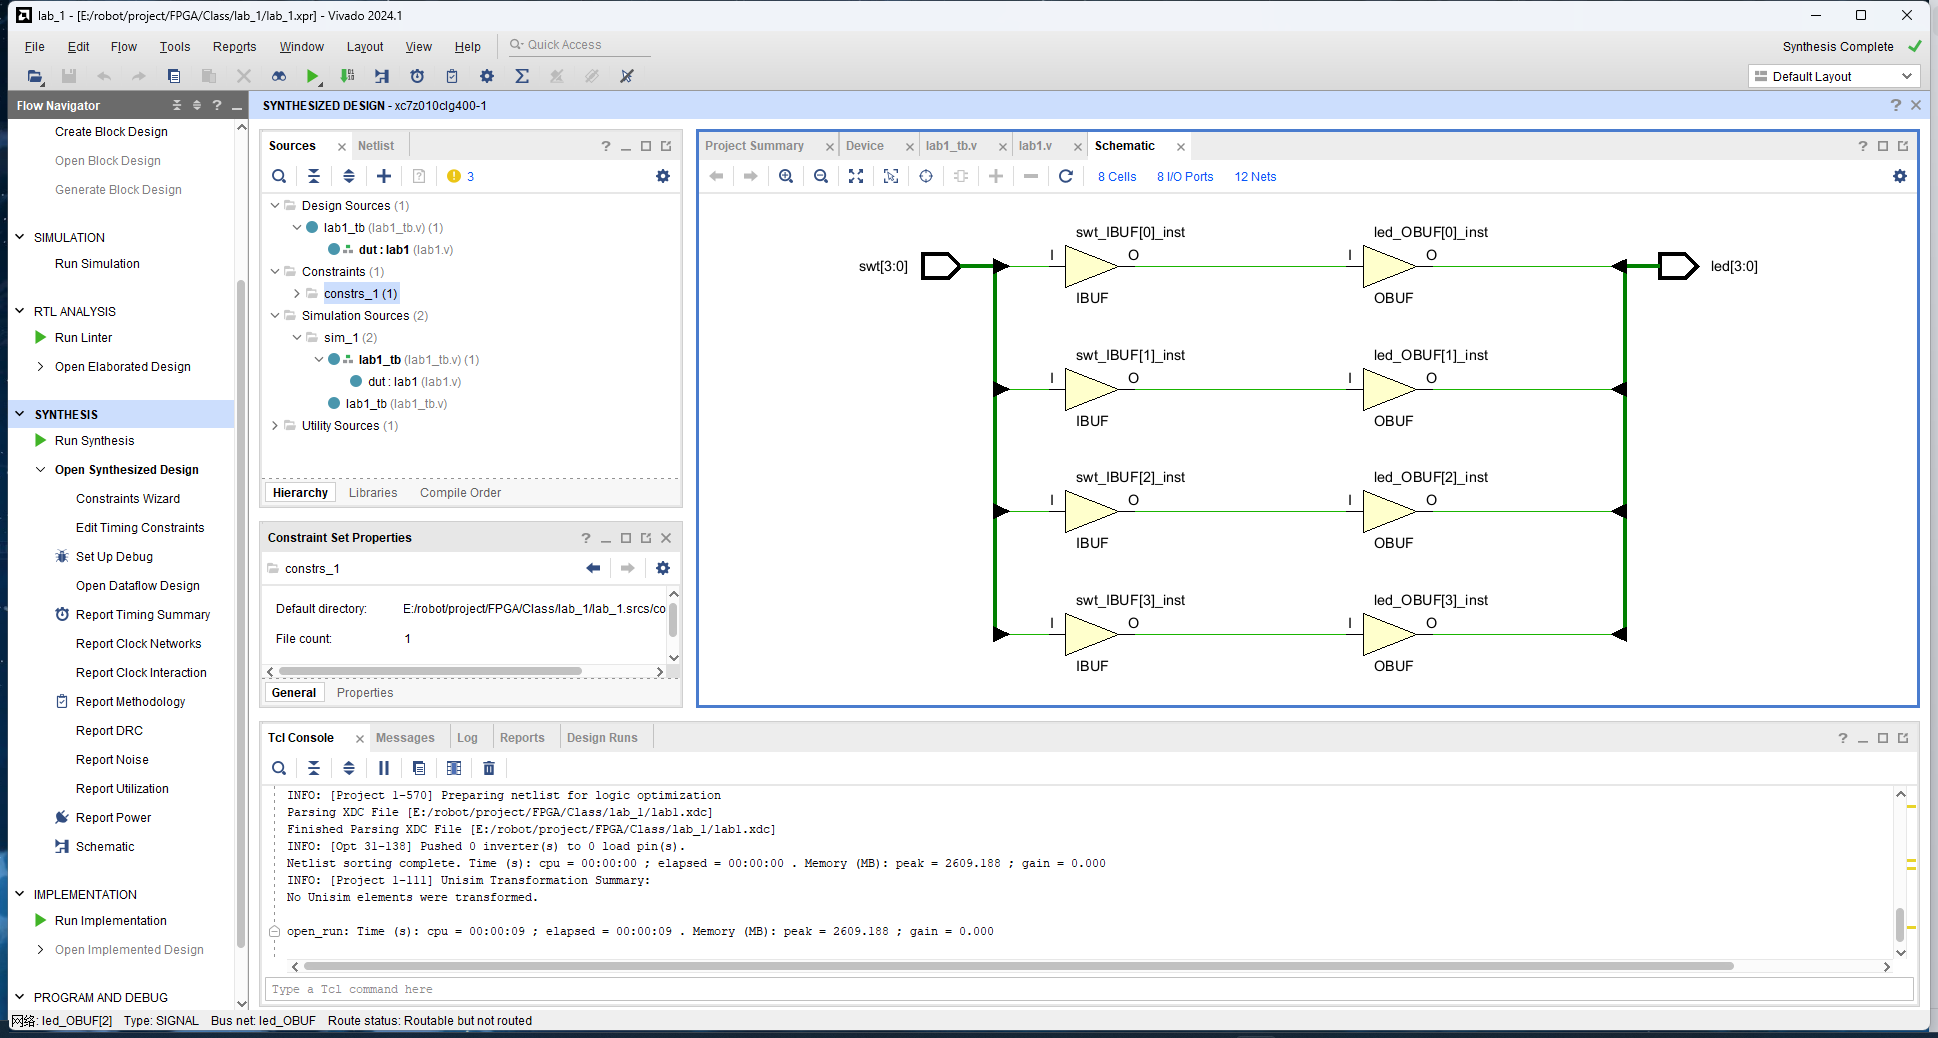 lab_1 - [E:/robot/project/FPGA/Class/lab_1/lab_1.xpr] - Vivado 2024.1
File Edit Flow Tools Reports Window Layout View Help Quick Access
Synthesis Complete
Default Layout
Flow Navigator
Create Block Design
Open Block Design
Generate Block Design
SIMULATION
Run Simulation
RTL ANALYSIS
Run Linter
Open Elaborated Design
SYNTHESIS
Run Synthesis
Open Synthesized Design
Constraints Wizard
Edit Timing Constraints
Set Up Debug
Open Dataflow Design
Report Timing Summary
Report Clock Networks
Report Clock Interaction
Report Methodology
Report DRC
Report Noise
Report Utilization
Report Power
Schematic
IMPLEMENTATION
Run Implementation
Open Implemented Design
PROGRAM AND DEBUG
SYNTHESIZED DESIGN - xc7z010clg400-1
Sources Netlist
3
Design Sources (1)
lab1_tb (lab1_tb.v) (1)
dut : lab1 (lab1.v)
Constraints (1)
constrs_1 (1)
Simulation Sources (2)
sim_1 (2)
lab1_tb (lab1_tb.v) (1)
dut : lab1 (lab1.v)
lab1_tb (lab1_tb.v)
Utility Sources (1)
Hierarchy Libraries Compile Order
Constraint Set Properties
constrs_1
Default directory: E:/robot/project/FPGA/Class/lab_1/lab_1.srcs/co
File count: 1
General Properties
Project Summary Device lab1_tb.v lab1.v Schematic
8 Cells 8 I/O Ports 12 Nets
swt_IBUF[0]_inst led_OBUF[0]_inst
I O I O
swt[3:0] led[3:0]
IBUF OBUF
swt_IBUF[1]_inst led_OBUF[1]_inst
I O I O
IBUF OBUF
swt_IBUF[2]_inst led_OBUF[2]_inst
I O I O
IBUF OBUF
swt_IBUF[3]_inst led_OBUF[3]_inst
I O I O
IBUF OBUF
Tcl Console Messages Log Reports Design Runs
INFO: [Project 1-570] Preparing netlist for logic optimization
Parsing XDC File [E:/robot/project/FPGA/Class/lab_1/lab1.xdc]
Finished Parsing XDC File [E:/robot/project/FPGA/Class/lab_1/lab1.xdc]
INFO: [Opt 31-138] Pushed 0 inverter(s) to 0 load pin(s).
Netlist sorting complete. Time (s): cpu = 00:00:00 ; elapsed = 00:00:00 . Memory (MB): peak = 2609.188 ; gain = 0.000
INFO: [Project 1-111] Unisim Transformation Summary:
No Unisim elements were transformed.
open_run: Time (s): cpu = 00:00:09 ; elapsed = 00:00:09 . Memory (MB): peak = 2609.188 ; gain = 0.000
Type a Tcl command here
网络: led_OBUF[2] Type: SIGNAL Bus net: led_OBUF Route status: Routable but not routed